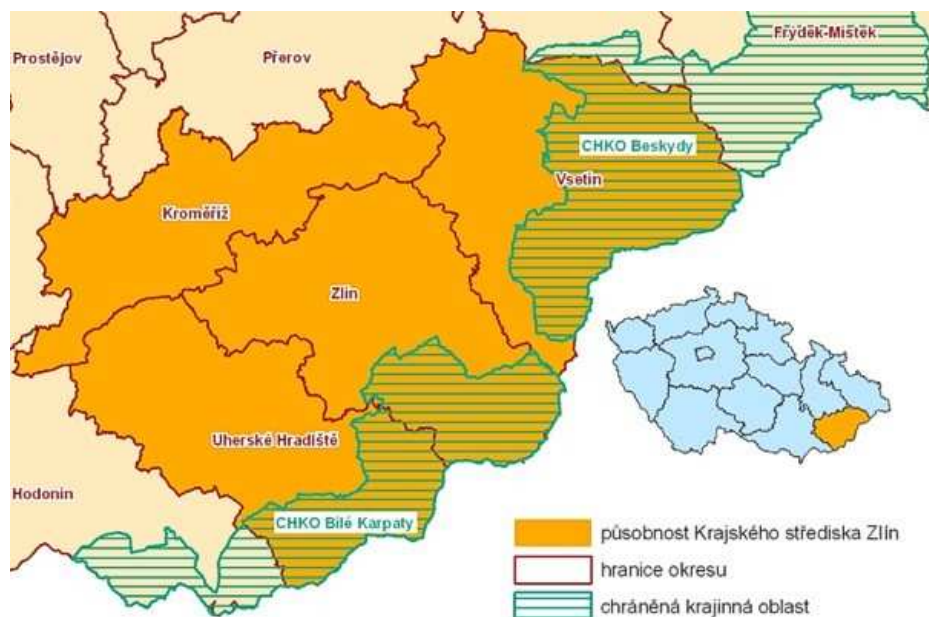 Prostějov
Přerov
Frýdek-Místek
CHKO Beskydy
Vsetín
Kroměříž
Zlín
Uherské Hradiště
Hodonín
CHKO Bílé Karpaty
působnost Krajského střediska Zlín
hranice okresu
chráněná krajinná oblast